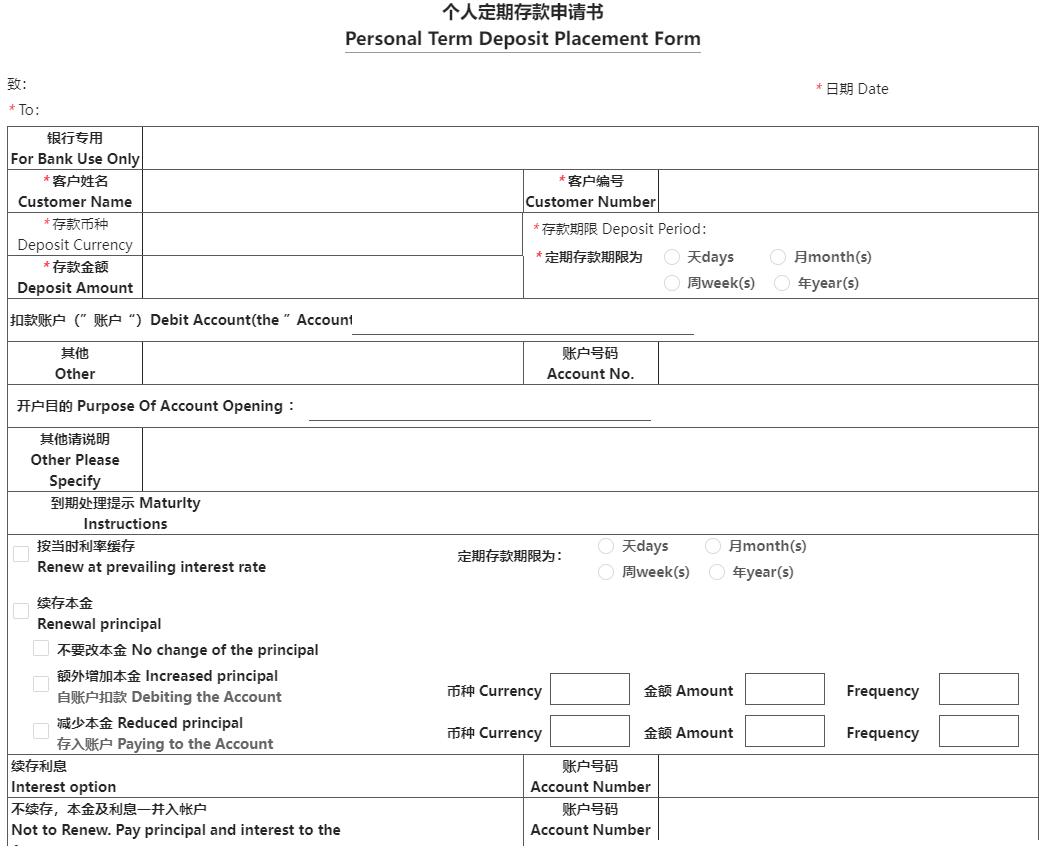 个人定期存款申请书
Personal Term Deposit Placement Form
致:
* 日期 Date
* To:
银行专用
For Bank Use Only
* 客户姓名
Customer Name
* 客户编号
Customer Number
* 存款币种
Deposit Currency
* 存款期限 Deposit Period:
* 定期存款期限为
天days
月month(s)
周week(s)
年year(s)
* 存款金额
Deposit Amount
扣款账户（”账户“）Debit Account(the ”Account
其他
Other
账户号码
Account No.
开户目的 Purpose Of Account Opening：
其他请说明
Other Please
Specify
到期处理提示 MaturIty
Instructions
按当时利率缓存
Renew at prevailing interest rate
定期存款期限为:
天days
月month(s)
周week(s)
年year(s)
续存本金
Renewal principal
不要改本金 No change of the principal
额外增加本金 Increased principal
自账户扣款 Debiting the Account
币种 Currency
金额 Amount
Frequency
减少本金 Reduced principal
存入账户 Paying to the Account
币种 Currency
金额 Amount
Frequency
续存利息
Interest option
账户号码
Account Number
不续存，本金及利息一并入帐户
Not to Renew. Pay principal and interest to the
账户号码
Account Number